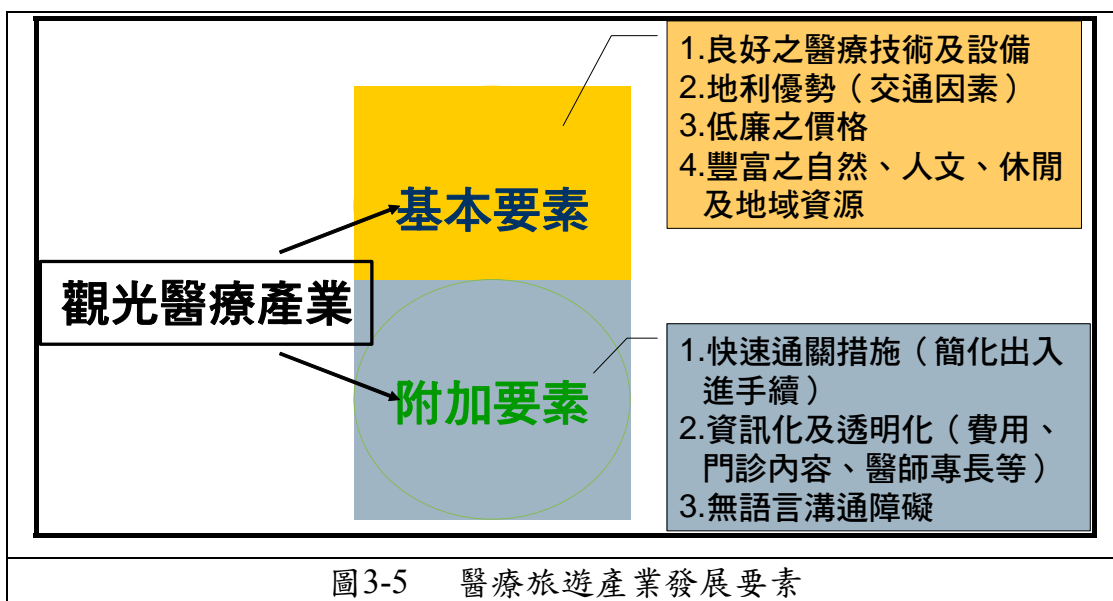 1.良好之醫療技術及設備
2.地利優勢（交通因素）
3.低廉之價格
4.豐富之自然、人文、休閒
及地域資源
基本要素
觀光醫療產業
附加要素
1.快速通關措施（簡化出入
進手續）
2.資訊化及透明化（費用、
門診內容、醫師專長等）
3.無語言溝通障礙
圖3-5 醫療旅遊產業發展要素